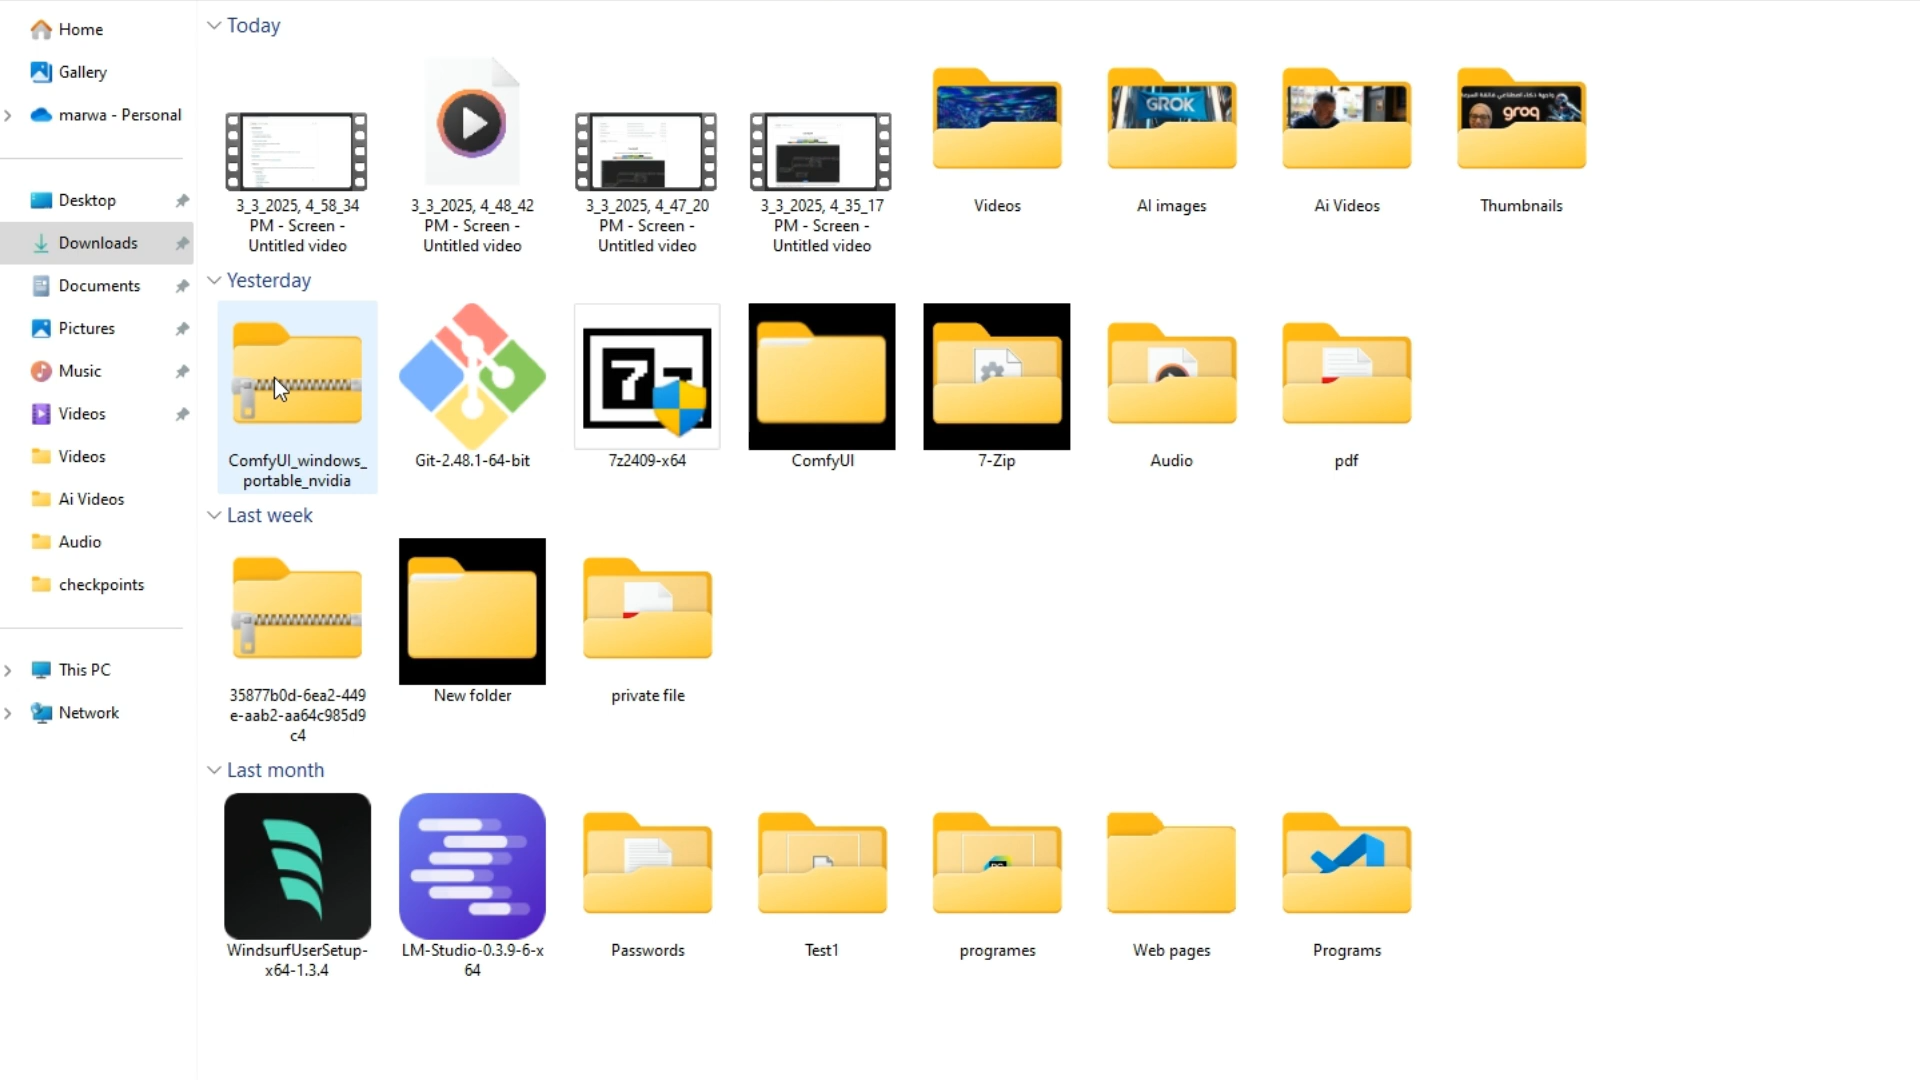 Home
Gallery
marwa - Personal
Desktop
Downloads
Documents
Pictures
Music
Videos
Videos
Ai Videos
Audio
checkpoints
This PC
Network
Today
3_3_2025, 4_58_34
PM - Screen -
Untitled video
3_3_2025, 4_48_42
PM - Screen -
Untitled video
3_3_2025, 4_47_20
PM - Screen -
Untitled video
3_3_2025, 4_35_17
PM - Screen -
Untitled video
Videos
GROK
AI images
Ai Videos
groq
Thumbnails
Yesterday
ComfyUI_windows_
portable_nvidia
Git-2.48.1-64-bit
7z2409-x64
ComfyUI
7-Zip
Audio
pdf
Last week
35877b0d-6ea2-449
e-aab2-aa64c985d9
c4
New folder
private file
Last month
WindsurfUserSetup-
x64-1.3.4
LM-Studio-0.3.9-6-x
64
Passwords
Test1
programes
Web pages
Programs